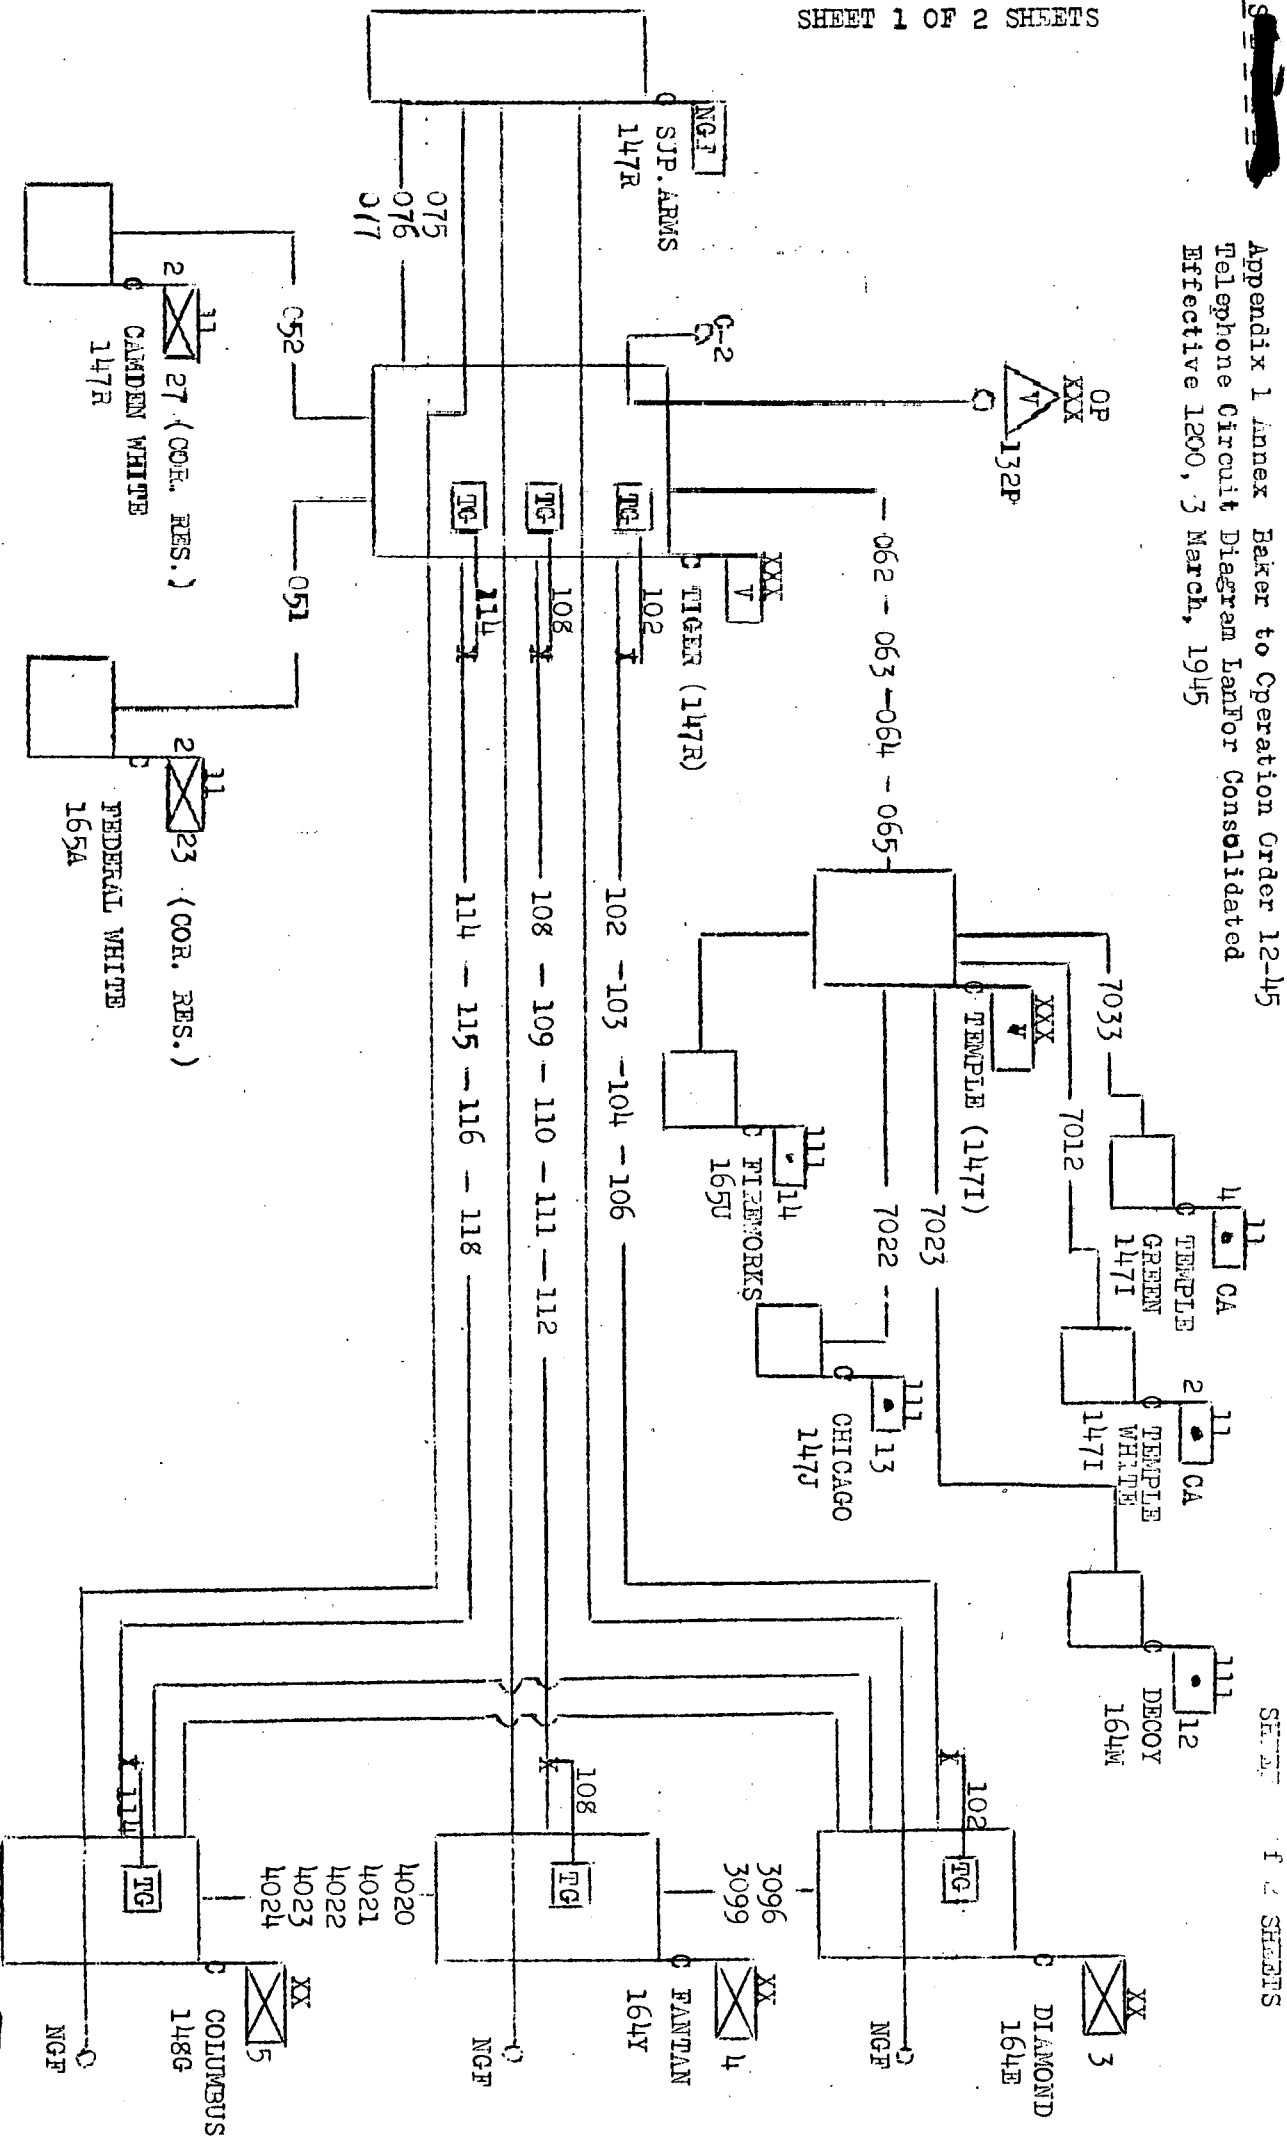 SHEET 1 OF 2 SHEETS
Appendix 1 Annex Baker to Operation Order 12-45
Telephone Circuit Diagram LanFor Consolidated
Effective 1200, 3 March, 1945
SHEETS
OP
XXX
V
132P
G-2
NGF
SUP.ARMS
147R
075
076
077
XXX
V
TIGER (147R)
TG
102
TG
108
TG
114
062 - 063 - 064 - 065
XXX
TEMPLE (147I)
7033
7012
7023
7022
4
11
CA
TEMPLE
GREEN
147I
2
11
CA
TEMPLE
WHITE
147I
111
12
DECOY
164M
111
13
CHICAGO
147J
111
14
FIREWORKS
165U
102 - 103 - 104 - 106
108 - 109 - 110 - 111 - 112
114 - 115 - 116 - 118
052
2
11
27 (COR. RES.)
CAMDEN WHITE
147R
051
2
11
23 (COR. RES.)
FEDERAL WHITE
165A
102
TG
XX
3
DIAMOND
164E
NGF
3096
3099
108
TG
XX
4
FANTAN
164Y
NGF
4020
4021
4022
4023
4024
114
TG
XX
5
COLUMBUS
148G
NGF